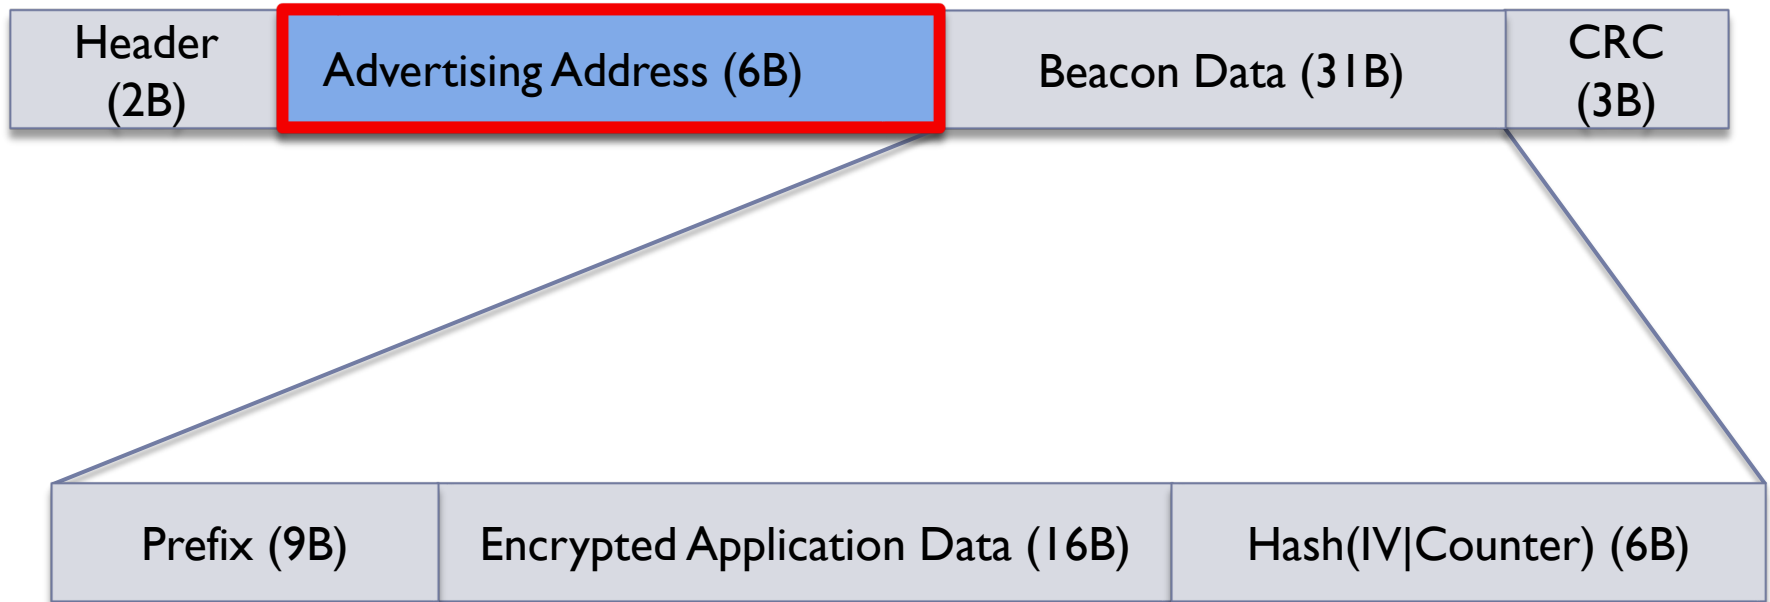 Header
(2B)
Advertising Address (6B)
Beacon Data (31B)
CRC
(3B)
Prefix (9B)
Encrypted Application Data (16B)
Hash(IV|Counter) (6B)